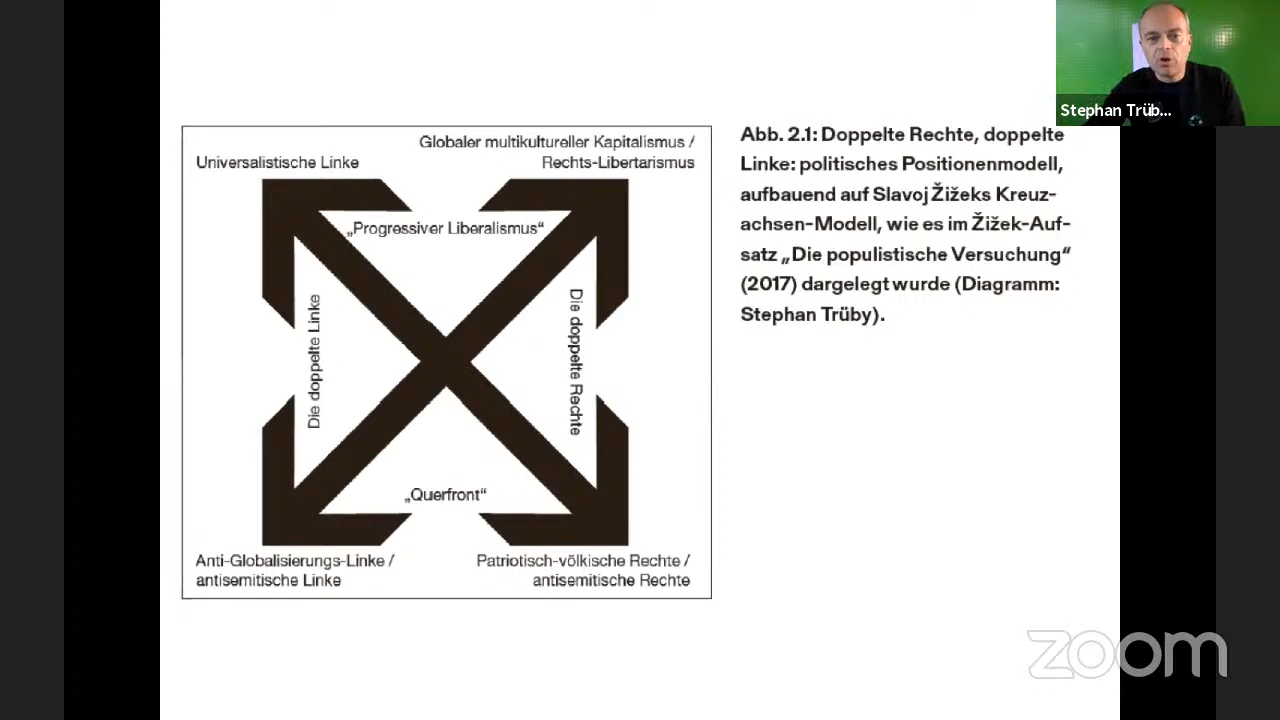 Stephan Trüb...
Globaler multikultureller Kapitalismus /
Universalistische Linke
Rechts-Libertarismus
„Progressiver Liberalismus“
Die doppelte Linke
Die doppelte Rechte
„Querfront“
Anti-Globalisierungs-Linke /
antisemitische Linke
Patriotisch-völkische Rechte /
antisemitische Rechte
Abb. 2.1: Doppelte Rechte, doppelte
Linke: politisches Positionenmodell,
aufbauend auf Slavoj Žižeks Kreuz-
achsen-Modell, wie es im Žižek-Auf-
satz „Die populistische Versuchung“
(2017) dargelegt wurde (Diagramm:
Stephan Trüby).
zoom